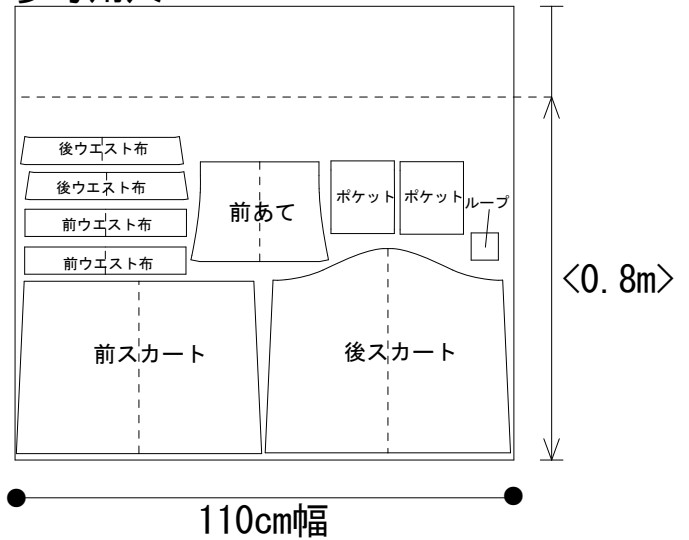 後ウエスト布
後ウエスト布
前ウエスト布
前ウエスト布
前あて
ポケット
ポケット
ループ
前スカート
後スカート
<0.8m>
110cm幅